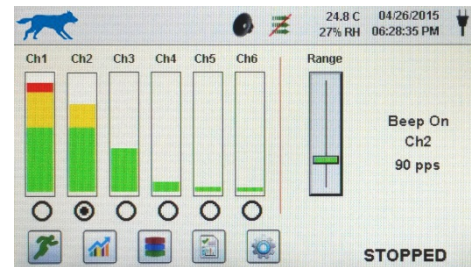 24.8 C 04/26/2015
27% RH 06:28:35 PM
Ch1 Ch2 Ch3 Ch4 Ch5 Ch6 Range
Beep On
Ch2
90 pps
STOPPED